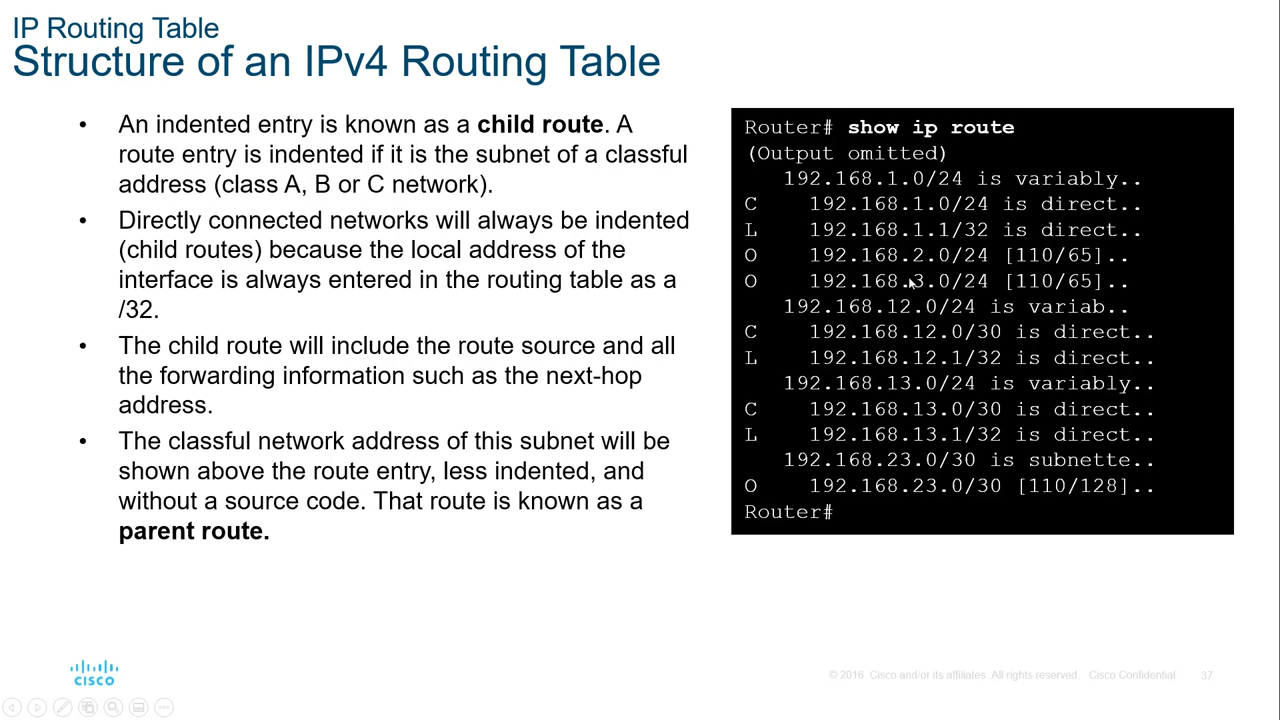 IP Routing Table
Structure of an IPv4 Routing Table
• An indented entry is known as a child route. A
route entry is indented if it is the subnet of a classful
address (class A, B or C network).
• Directly connected networks will always be indented
(child routes) because the local address of the
interface is always entered in the routing table as a
/32.
• The child route will include the route source and all
the forwarding information such as the next-hop
address.
• The classful network address of this subnet will be
shown above the route entry, less indented, and
without a source code. That route is known as a
parent route.
Router# show ip route
(Output omitted)
192.168.1.0/24 is variably..
C 192.168.1.0/24 is direct..
L 192.168.1.1/32 is direct..
O 192.168.2.0/24 [110/65]..
O 192.168.3.0/24 [110/65]..
192.168.12.0/24 is variab..
C 192.168.12.0/30 is direct..
L 192.168.12.1/32 is direct..
192.168.13.0/24 is variably..
C 192.168.13.0/30 is direct..
L 192.168.13.1/32 is direct..
192.168.23.0/30 is subnette..
O 192.168.23.0/30 [110/128]..
Router#
CISCO
© 2016 Cisco and/or its affiliates. All rights reserved. Cisco Confidential 37